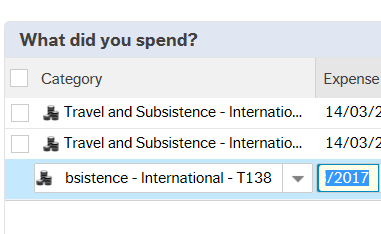 What did you spend?
Category Expense
Travel and Subsistence - Internatio... 14/03/2
Travel and Subsistence - Internatio... 14/03/2
bsistence - International - T138 /2017